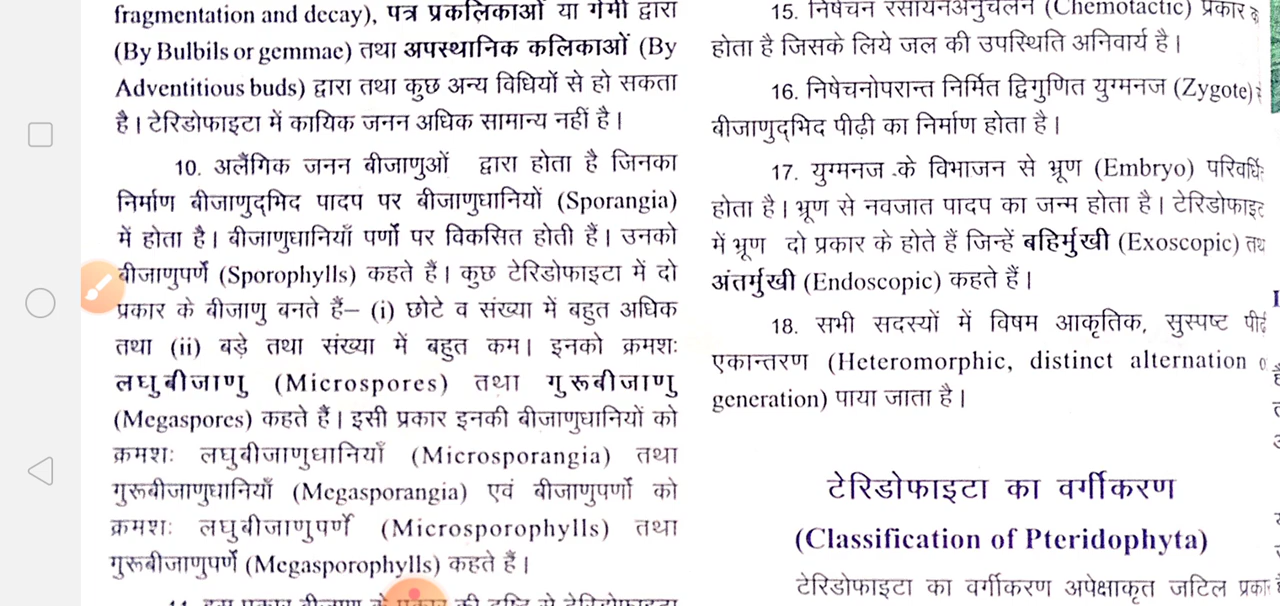 fragmentation and decay), पत्र प्रकलिकाओं या गेमी द्वारा
(By Bulbils or gemmae) तथा अपस्थानिक कलिकाओं (By
Adventitious buds) द्वारा तथा कुछ अन्य विधियों से हो सकता
है। टेरिडोफाइटा में कायिक जनन अधिक सामान्य नहीं है।
10. अलैंगिक जनन बीजाणुओं द्वारा होता है जिनका
निर्माण बीजाणुद्भिद पादप पर बीजाणुधानियों (Sporangia)
में होता है। बीजाणुधानियाँ पर्णों पर विकसित होती हैं। उनको
बीजाणुपर्णे (Sporophylls) कहते हैं। कुछ टेरिडोफाइटा में दो
प्रकार के बीजाणु बनते हैं– (i) छोटे व संख्या में बहुत अधिक
तथा (ii) बड़े तथा संख्या में बहुत कम। इनको क्रमशः
लघुबीजाणु (Microspores) तथा गुरूबीजाणु
(Megaspores) कहते हैं। इसी प्रकार इनकी बीजाणुधानियों को
क्रमशः लघुबीजाणुधानियाँ (Microsporangia) तथा
गुरूबीजाणुधानियाँ (Megasporangia) एवं बीजाणुपर्णों को
क्रमशः लघुबीजाणुपर्णे (Microsporophylls) तथा
गुरूबीजाणुपर्णे (Megasporophylls) कहते हैं।
15. निषेचन रसायनअनुचलन (Chemotactic) प्रकार
होता है जिसके लिये जल की उपस्थिति अनिवार्य है।
16. निषेचनोपरान्त निर्मित द्विगुणित युग्मनज (Zygote)
बीजाणुद्भिद पीढ़ी का निर्माण होता है।
17. युग्मनज के विभाजन से भ्रूण (Embryo)
होता है। भ्रूण से नवजात पादप का जन्म होता है।
में भ्रूण दो प्रकार के होते हैं जिन्हें बहिर्मुखी (Exoscopic)
अंतर्मुखी (Endoscopic) कहते हैं।
18. सभी सदस्यों में विषम आकृतिक, सुस्पष्ट
एकान्तरण (Heteromorphic, distinct alternation
generation) पाया जाता है।
टेरिडोफाइटा का वर्गीकरण
(Classification of Pteridophyta)
टेरिडोफाइटा का वर्गीकरण अपेक्षाकृत जटिल